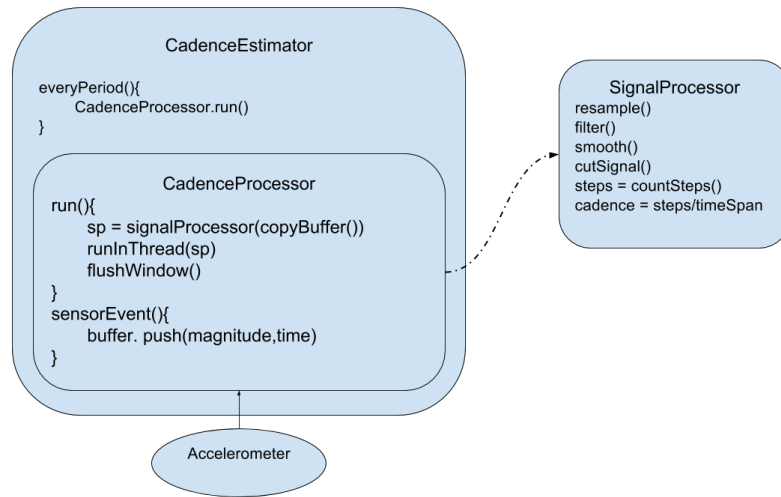 CadenceEstimator
everyPeriod(){
CadenceProcessor.run()
}
CadenceProcessor
run(){
sp = signalProcessor(copyBuffer())
runInThread(sp)
flushWindow()
}
sensorEvent(){
buffer. push(magnitude,time)
}
Accelerometer
SignalProcessor
resample()
filter()
smooth()
cutSignal()
steps = countSteps()
cadence = steps/timeSpan